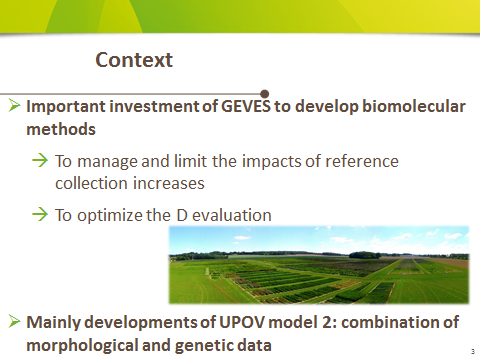 Context
Important investment of GEVES to develop biomolecular
methods
To manage and limit the impacts of reference
collection increases
To optimize the D evaluation
Mainly developments of UPOV model 2: combination of
morphological and genetic data
3